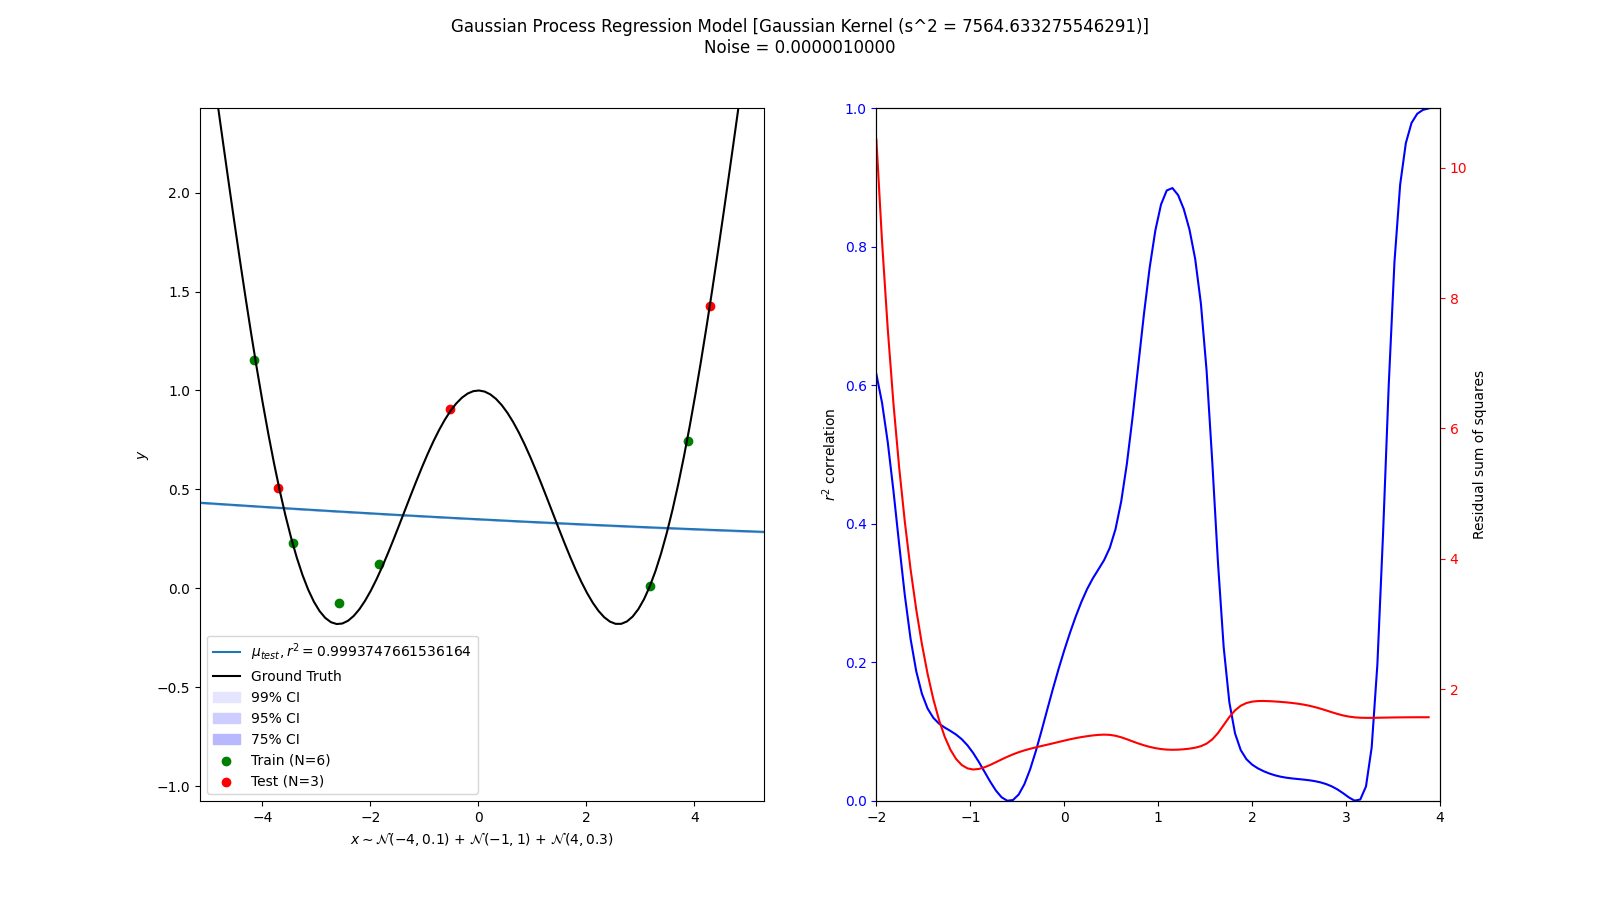 Gaussian Process Regression Model [Gaussian Kernel (s^2 = 7564.633275546291)]
Noise = 0.0000010000
2.0
1.5
1.0
0.5
0.0
−0.5
−1.0
y
μ_test, r² = 0.9993747661536164
Ground Truth
99% CI
95% CI
75% CI
Train (N=6)
Test (N=3)
−4
−2
0
2
4
x ~ 𝒩(−4, 0.1) + 𝒩(−1, 1) + 𝒩(4, 0.3)
1.0
0.8
0.6
0.4
0.2
0.0
r² correlation
−2
−1
0
1
2
3
4
10
8
6
4
2
Residual sum of squares